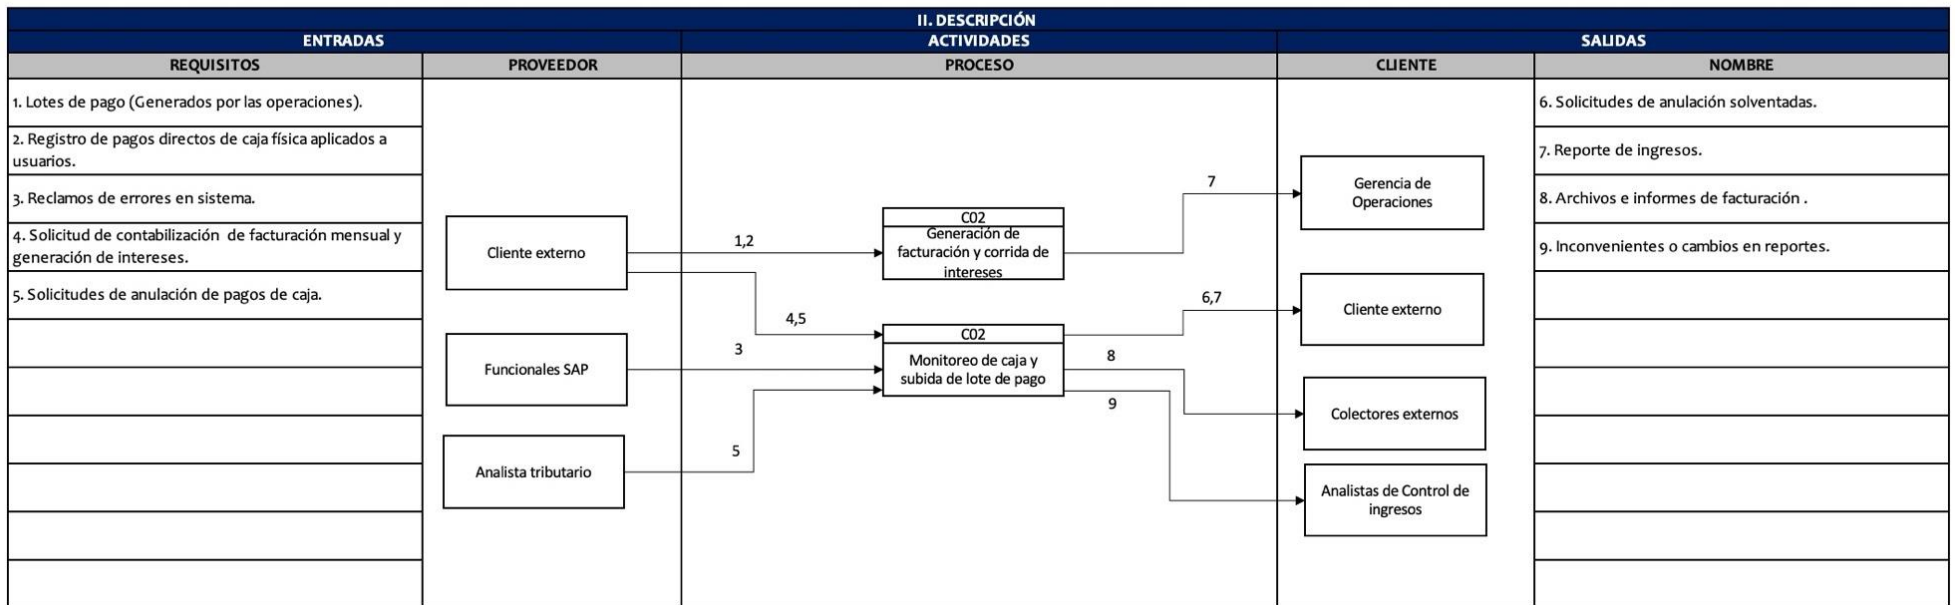 II. DESCRIPCIÓN
ENTRADAS
ACTIVIDADES
SALIDAS
REQUISITOS
PROVEEDOR
PROCESO
CLIENTE
NOMBRE
1. Lotes de pago (Generados por las operaciones).
2. Registro de pagos directos de caja física aplicados a
usuarios.
3. Reclamos de errores en sistema.
4. Solicitud de contabilización de facturación mensual y
generación de intereses.
5. Solicitudes de anulación de pagos de caja.
Cliente externo
Funcionales SAP
Analista tributario
1,2
4,5
3
5
C02
Generación de
facturación y corrida de
intereses
C02
Monitoreo de caja y
subida de lote de pago
7
6,7
8
9
Gerencia de
Operaciones
Cliente externo
Colectores externos
Analistas de Control de
ingresos
6. Solicitudes de anulación solventadas.
7. Reporte de ingresos.
8. Archivos e informes de facturación .
9. Inconvenientes o cambios en reportes.